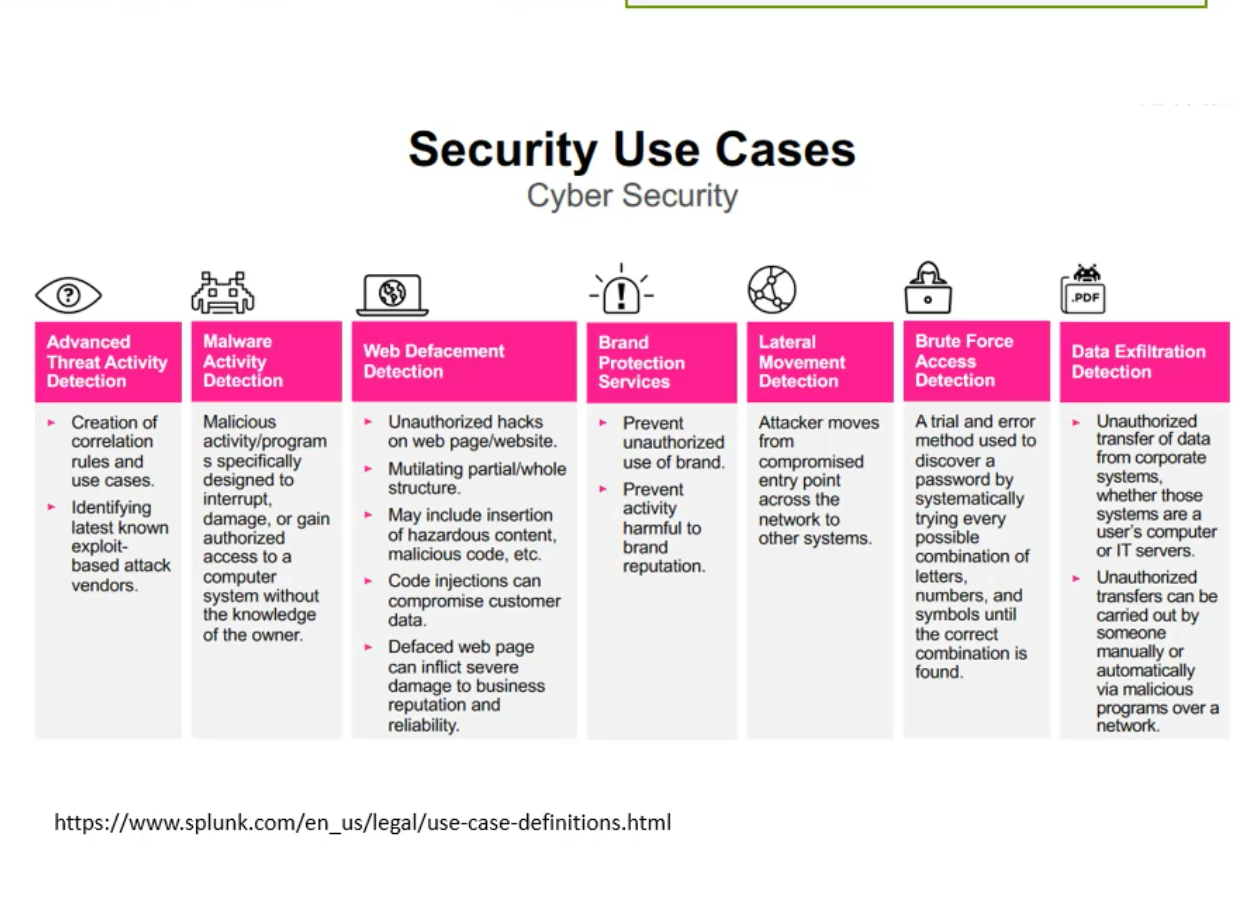 Security Use Cases
Cyber Security
?
Advanced
Threat Activity
Detection
Creation of
correlation
rules and
use cases.
Identifying
latest known
exploit-
based attack
vendors.
Malware
Activity
Detection
Malicious
activity/program
s specifically
designed to
interrupt,
damage, or gain
authorized
access to a
computer
system without
the knowledge
of the owner.
Web Defacement
Detection
Unauthorized hacks
on web page/website.
Mutilating partial/whole
structure.
May include insertion
of hazardous content,
malicious code, etc.
Code injections can
compromise customer
data.
Defaced web page
can inflict severe
damage to business
reputation and
reliability.
!
Brand
Protection
Services
Prevent
unauthorized
use of brand.
Prevent
activity
harmful to
brand
reputation.
Lateral
Movement
Detection
Attacker moves
from
compromised
entry point
across the
network to
other systems.
Brute Force
Access
Detection
A trial and error
method used to
discover a
password by
systematically
trying every
possible
combination of
letters,
numbers, and
symbols until
the correct
combination is
found.
.PDF
Data Exfiltration
Detection
Unauthorized
transfer of data
from corporate
systems,
whether those
systems are a
user's computer
or IT servers.
Unauthorized
transfers can be
carried out by
someone
manually or
automatically
via malicious
programs over a
network.
https://www.splunk.com/en_us/legal/use-case-definitions.html